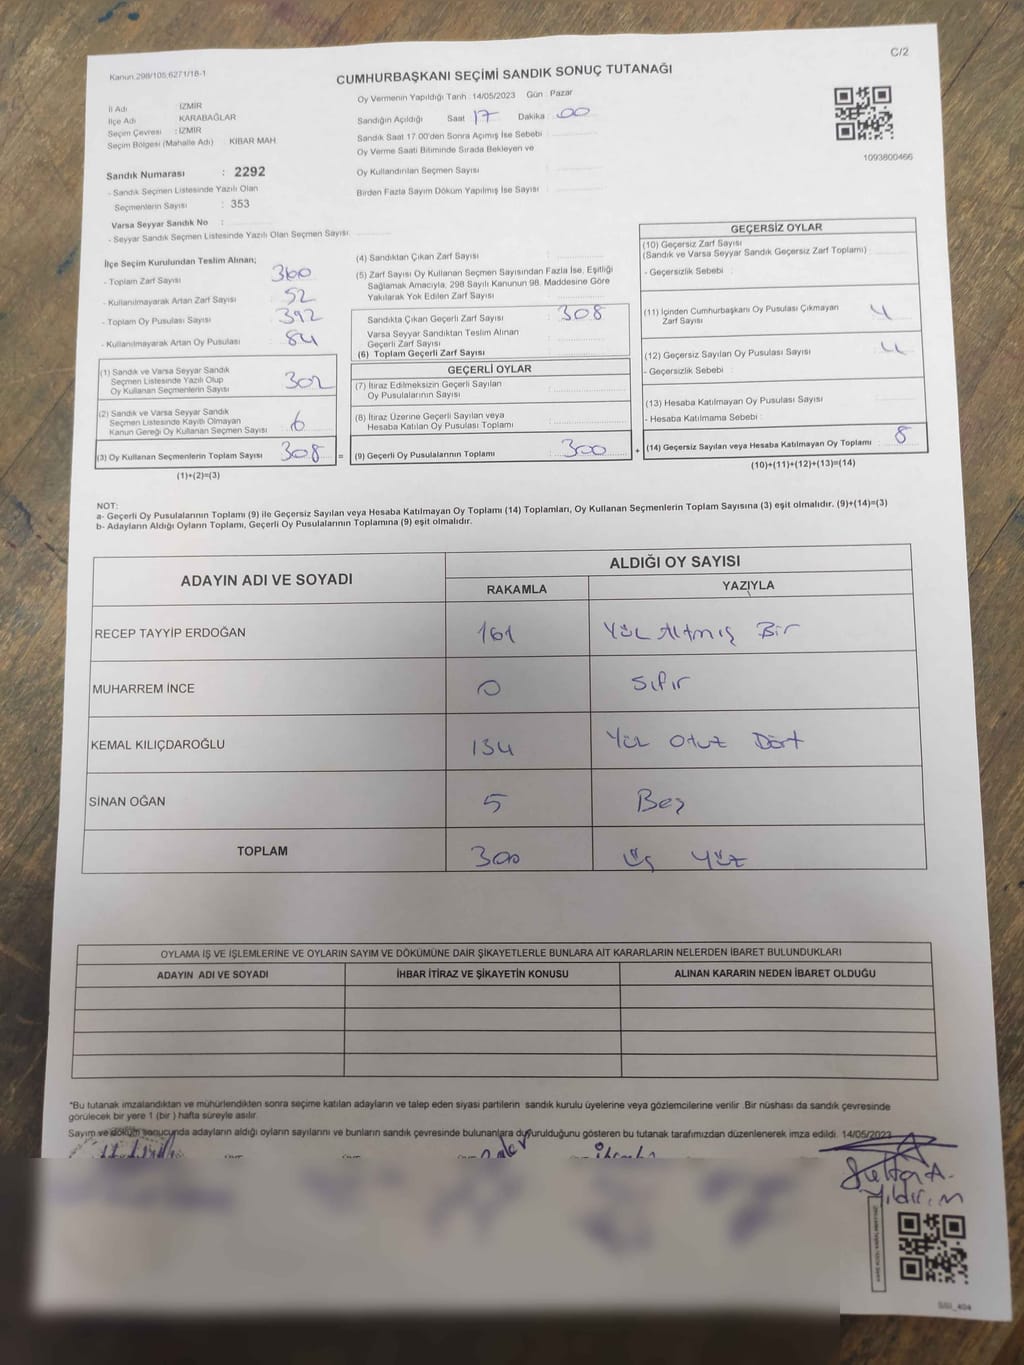 C/2
Kanun:298/105;6271/18-1
CUMHURBAŞKANI SEÇİMİ SANDIK SONUÇ TUTANAĞI
İl Adı : İZMİR
İlçe Adı KARABAĞLAR
Seçim Çevresi : İZMİR
Seçim Bölgesi (Mahalle Adı) : KIBAR MAH
Oy Vermenin Yapıldığı Tarih :14/05/2023 Gün : Pazar
Sandığın Açıldığı Saat 17 Dakika : 00
Sandık Saat 17:00'den Sonra Açımış İse Sebebi :
Oy Verme Saati Bitiminde Sırada Bekleyen ve
Oy Kullandırılan Seçmen Sayısı :
Birden Fazla Sayım Döküm Yapılmış İse Sayısı :
1093800466
Sandık Numarası : 2292
- Sandık Seçmen Listesinde Yazılı Olan
Seçmenlerin Sayısı : 353
Varsa Seyyar Sandık No :
- Seyyar Sandık Seçmen Listesinde Yazılı Olan Seçmen Sayısı:
İlçe Seçim Kurulundan Teslim Alınan;
- Toplam Zarf Sayısı : 360
- Kullanılmayarak Artan Zarf Sayısı : 52
- Toplam Oy Pusulası Sayısı : 392
- Kullanılmayarak Artan Oy Pusulası : 84
(1) Sandık ve Varsa Seyyar Sandık
Seçmen Listesinde Yazılı Olup
Oy Kullanan Seçmenlerin Sayısı : 302
(2) Sandık ve Varsa Seyyar Sandık
Seçmen Listesinde Kayıtlı Olmayan
Kanun Gereği Oy Kullanan Seçmen Sayısı : 6
(3) Oy Kullanan Seçmenlerin Toplam Sayısı : 308
(1)+(2)=(3)
(4) Sandıktan Çıkan Zarf Sayısı :
(5) Zarf Sayısı Oy Kullanan Seçmen Sayısından Fazla İse, Eşitliği
Sağlamak Amacıyla, 298 Sayılı Kanunun 98. Maddesine Göre
Yakılarak Yok Edilen Zarf Sayısı :
Sandıkta Çıkan Geçerli Zarf Sayısı : 308
Varsa Seyyar Sandıktan Teslim Alınan
Geçerli Zarf Sayısı :
(6) Toplam Geçerli Zarf Sayısı :
GEÇERLİ OYLAR
(7) İtiraz Edilmeksizin Geçerli Sayılan
Oy Pusulalarının Sayısı :
(8) İtiraz Üzerine Geçerli Sayılan veya
Hesaba Katılan Oy Pusulası Toplamı :
= (9) Geçerli Oy Pusulalarının Toplamı : 300 +
GEÇERSİZ OYLAR
(10) Geçersiz Zarf Sayısı
(Sandık ve Varsa Seyyar Sandık Geçersiz Zarf Toplamı) :
- Geçersizlik Sebebi :
(11) İçinden Cumhurbaşkanı Oy Pusulası Çıkmayan
Zarf Sayısı : 4
(12) Geçersiz Sayılan Oy Pusulası Sayısı : 4
- Geçersizlik Sebebi :
(13) Hesaba Katılmayan Oy Pusulası Sayısı :
- Hesaba Katılmama Sebebi :
(14) Geçersiz Sayılan veya Hesaba Katılmayan Oy Toplamı : 8
(10)+(11)+(12)+(13)=(14)
NOT:
a- Geçerli Oy Pusulalarının Toplamı (9) ile Geçersiz Sayılan veya Hesaba Katılmayan Oy Toplamı (14) Toplamları, Oy Kullanan Seçmenlerin Toplam Sayısına (3) eşit olmalıdır. (9)+(14)=(3)
b- Adayların Aldığı Oyların Toplamı, Geçerli Oy Pusulalarının Toplamına (9) eşit olmalıdır.
ADAYIN ADI VE SOYADI ALDIĞI OY SAYISI
RAKAMLA YAZIYLA
RECEP TAYYİP ERDOĞAN 161 Yüz Altmış Bir
MUHARREM İNCE 0 Sıfır
KEMAL KILIÇDAROĞLU 134 Yüz Otuz Dört
SİNAN OĞAN 5 Beş
TOPLAM 300 üç yüz
OYLAMA İŞ VE İŞLEMLERİNE VE OYLARIN SAYIM VE DÖKÜMÜNE DAİR ŞİKAYETLERLE BUNLARA AİT KARARLARIN NELERDEN İBARET BULUNDUKLARI
ADAYIN ADI VE SOYADI İHBAR İTİRAZ VE ŞİKAYETİN KONUSU ALINAN KARARIN NEDEN İBARET OLDUĞU
*Bu tutanak imzalandıktan ve mühürlendikten sonra seçime katılan adayların ve talep eden siyasi partilerin sandık kurulu üyelerine veya gözlemcilerine verilir .Bir nüshası da sandık çevresinde
görülecek bir yere 1 (bir ) hafta süreyle asılır.
Sayım ve döküm sonucunda adayların aldığı oyların sayılarını ve bunların sandık çevresinde bulunanlara duyurulduğunu gösteren bu tutanak tarafımızdan düzenlenerek imza edildi. 14/05/2023
Yıldırım